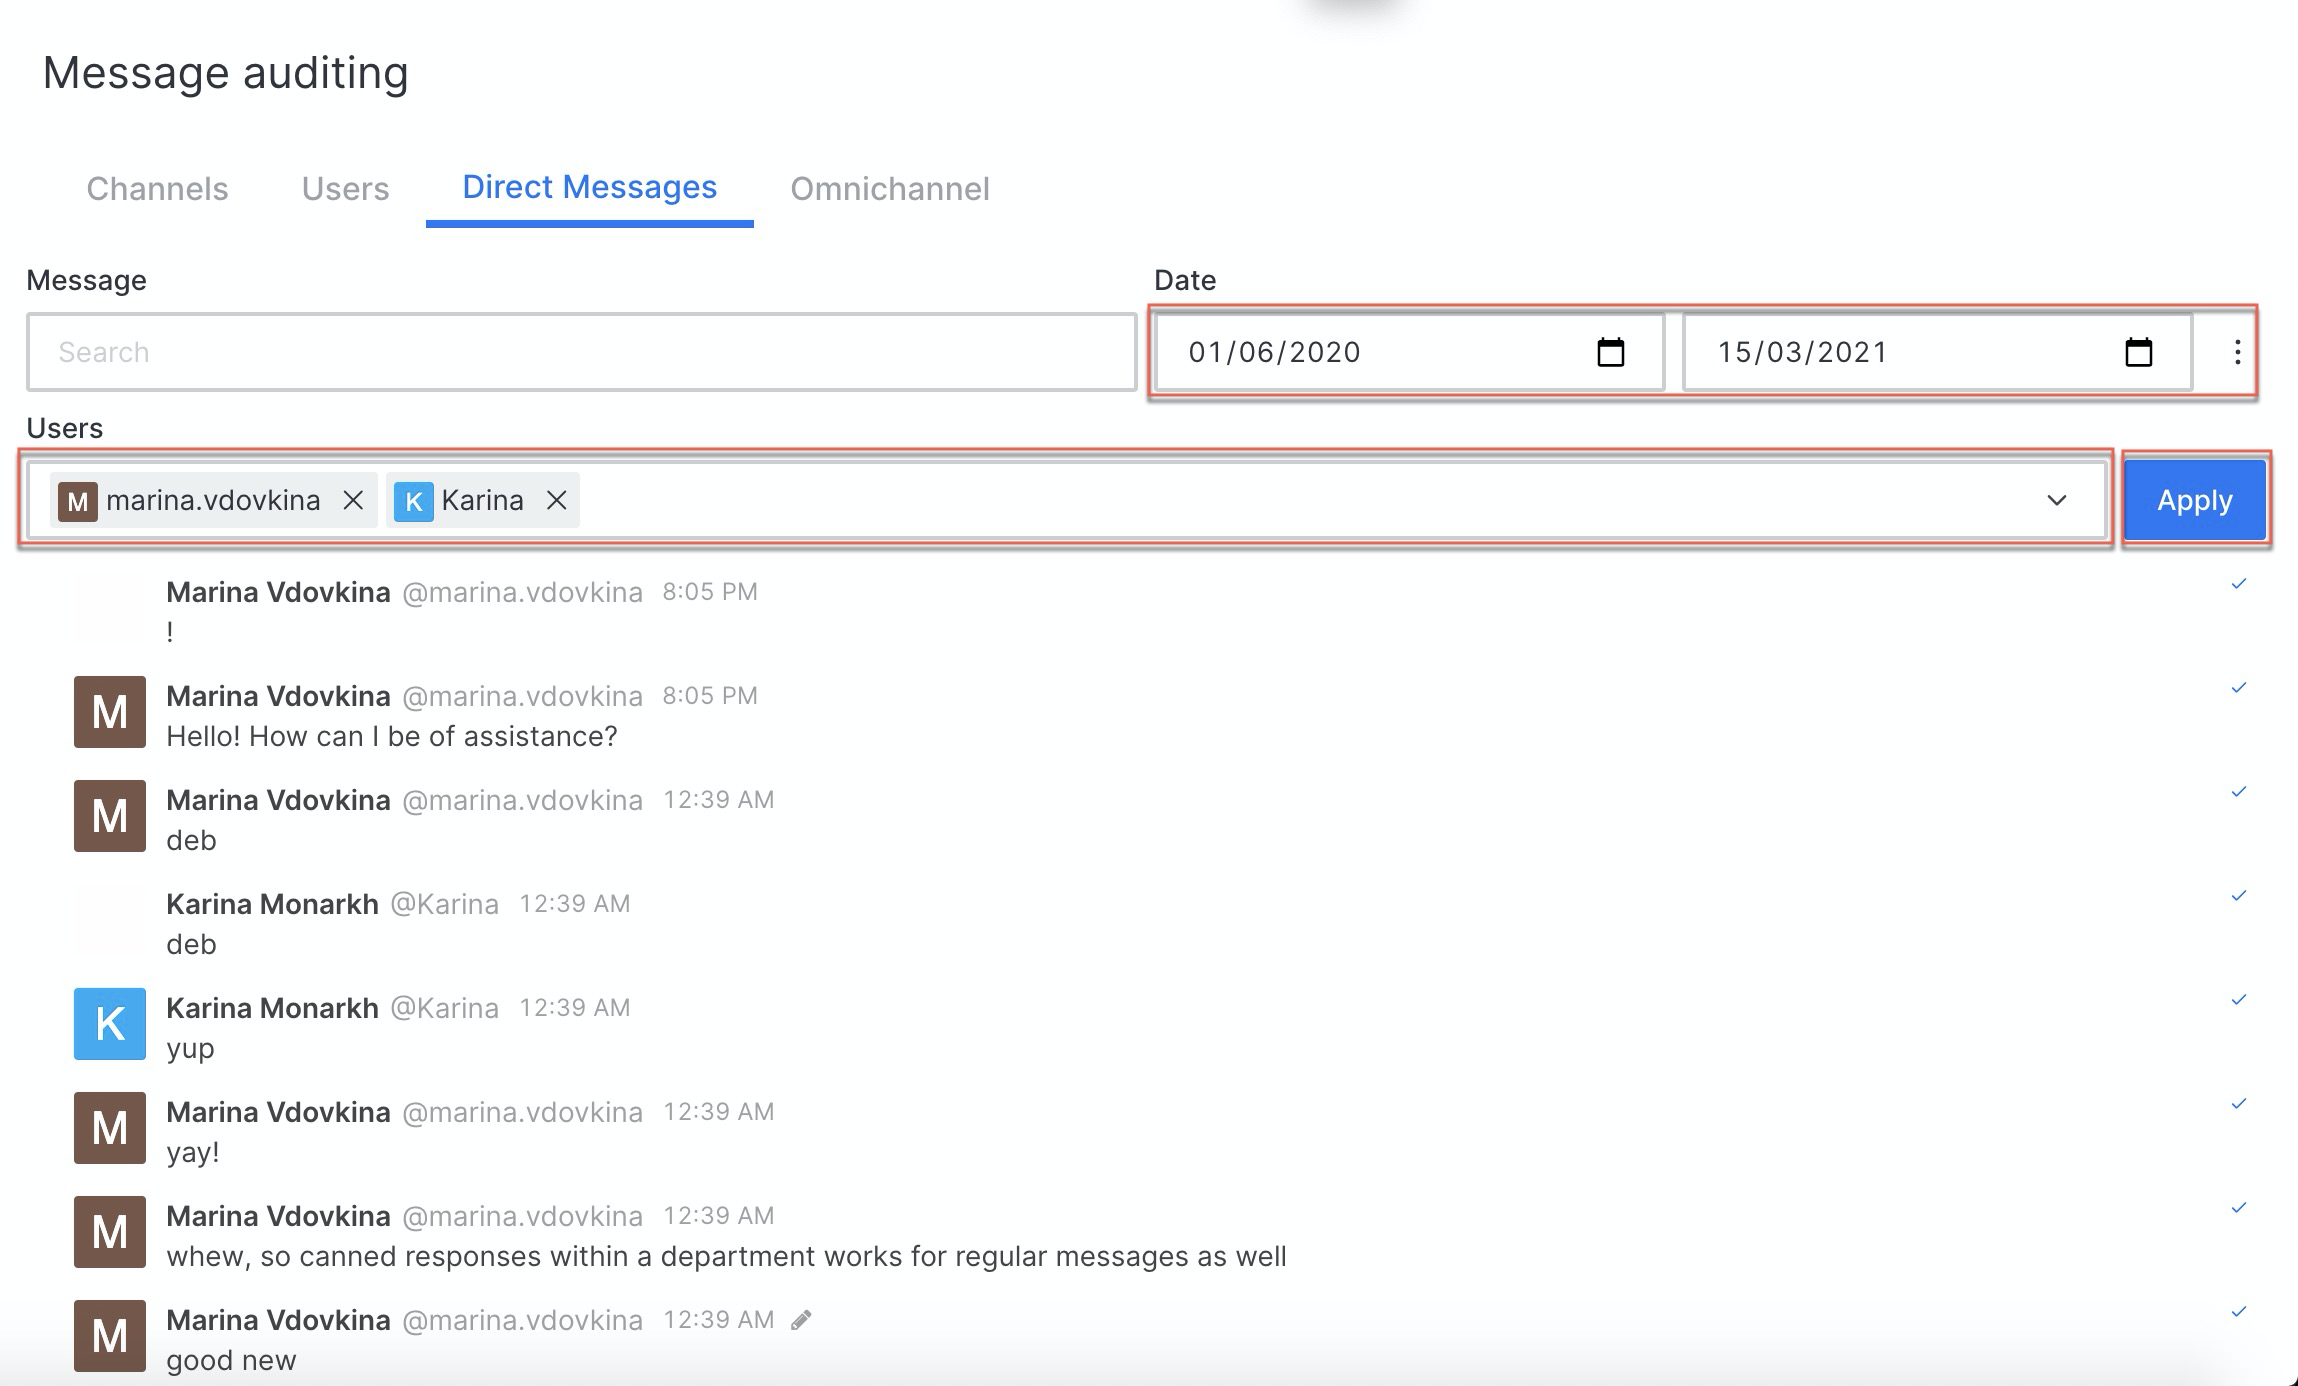 Message auditing
Channels Users Direct Messages Omnichannel
Message Date
Search 01/06/2020 15/03/2021
Users
M marina.vdovkina K Karina Apply
Marina Vdovkina @marina.vdovkina 8:05 PM
!
M Marina Vdovkina @marina.vdovkina 8:05 PM
Hello! How can I be of assistance?
M Marina Vdovkina @marina.vdovkina 12:39 AM
deb
Karina Monarkh @Karina 12:39 AM
deb
K Karina Monarkh @Karina 12:39 AM
yup
M Marina Vdovkina @marina.vdovkina 12:39 AM
yay!
M Marina Vdovkina @marina.vdovkina 12:39 AM
whew, so canned responses within a department works for regular messages as well
M Marina Vdovkina @marina.vdovkina 12:39 AM
good new